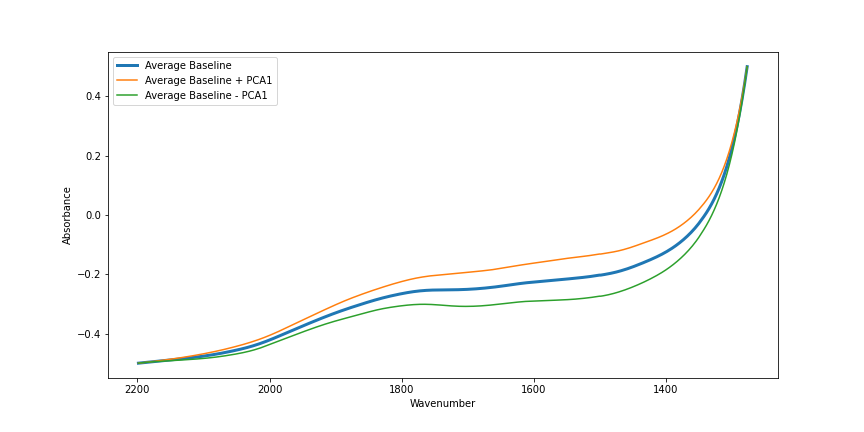 Average Baseline
Average Baseline + PCA1
Average Baseline - PCA1
0.4
0.2
0.0
−0.2
−0.4
Absorbance
2200 2000 1800 1600 1400
Wavenumber